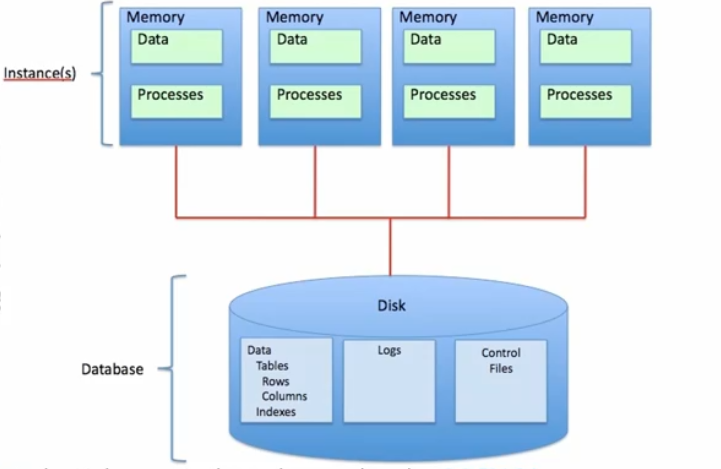 Memory
Data
Processes
Memory
Data
Processes
Memory
Data
Processes
Memory
Data
Processes
Instance(s)
Disk
Database
Data
Tables
Rows
Columns
Indexes
Logs
Control
Files